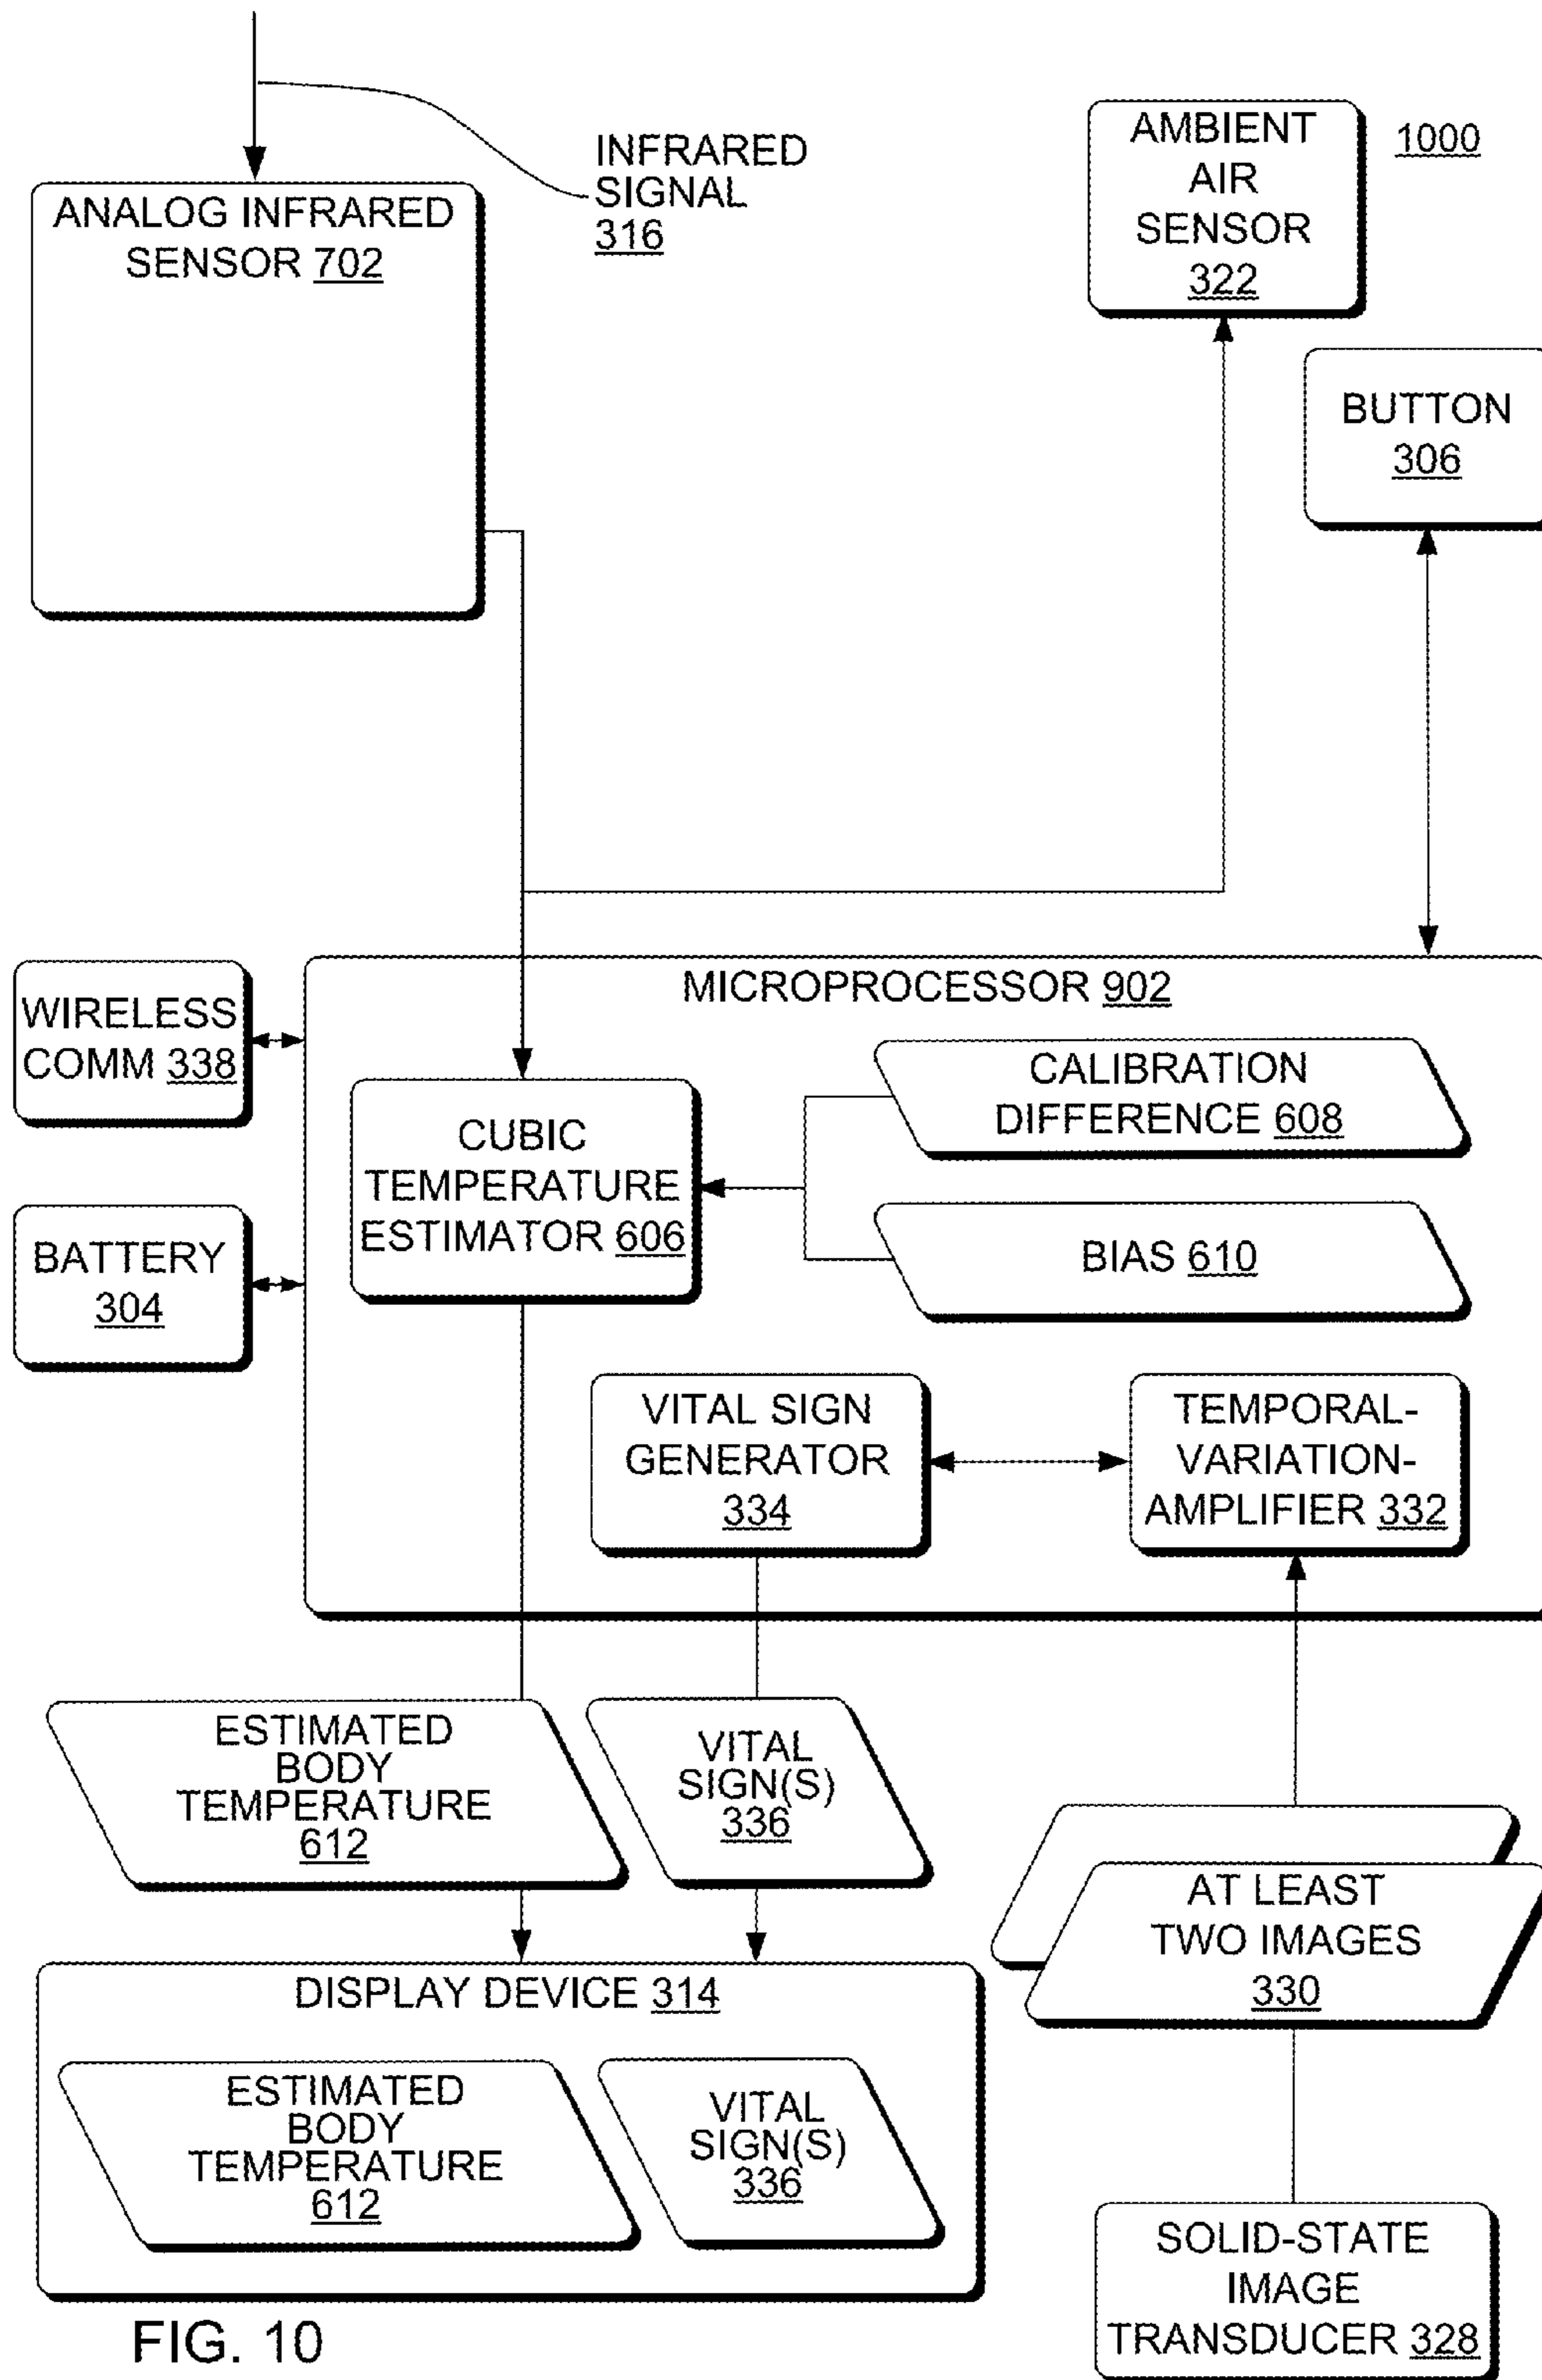 INFRARED
SIGNAL
316
ANALOG INFRARED
SENSOR 702
AMBIENT
AIR
SENSOR
322
1000
BUTTON
306
MICROPROCESSOR 902
WIRELESS
COMM 338
BATTERY
304
CUBIC
TEMPERATURE
ESTIMATOR 606
CALIBRATION
DIFFERENCE 608
BIAS 610
VITAL SIGN
GENERATOR
334
TEMPORAL-
VARIATION-
AMPLIFIER 332
ESTIMATED
BODY
TEMPERATURE
612
VITAL
SIGN(S)
336
AT LEAST
TWO IMAGES
330
DISPLAY DEVICE 314
ESTIMATED
BODY
TEMPERATURE
612
VITAL
SIGN(S)
336
SOLID-STATE
IMAGE
TRANSDUCER 328
FIG. 10